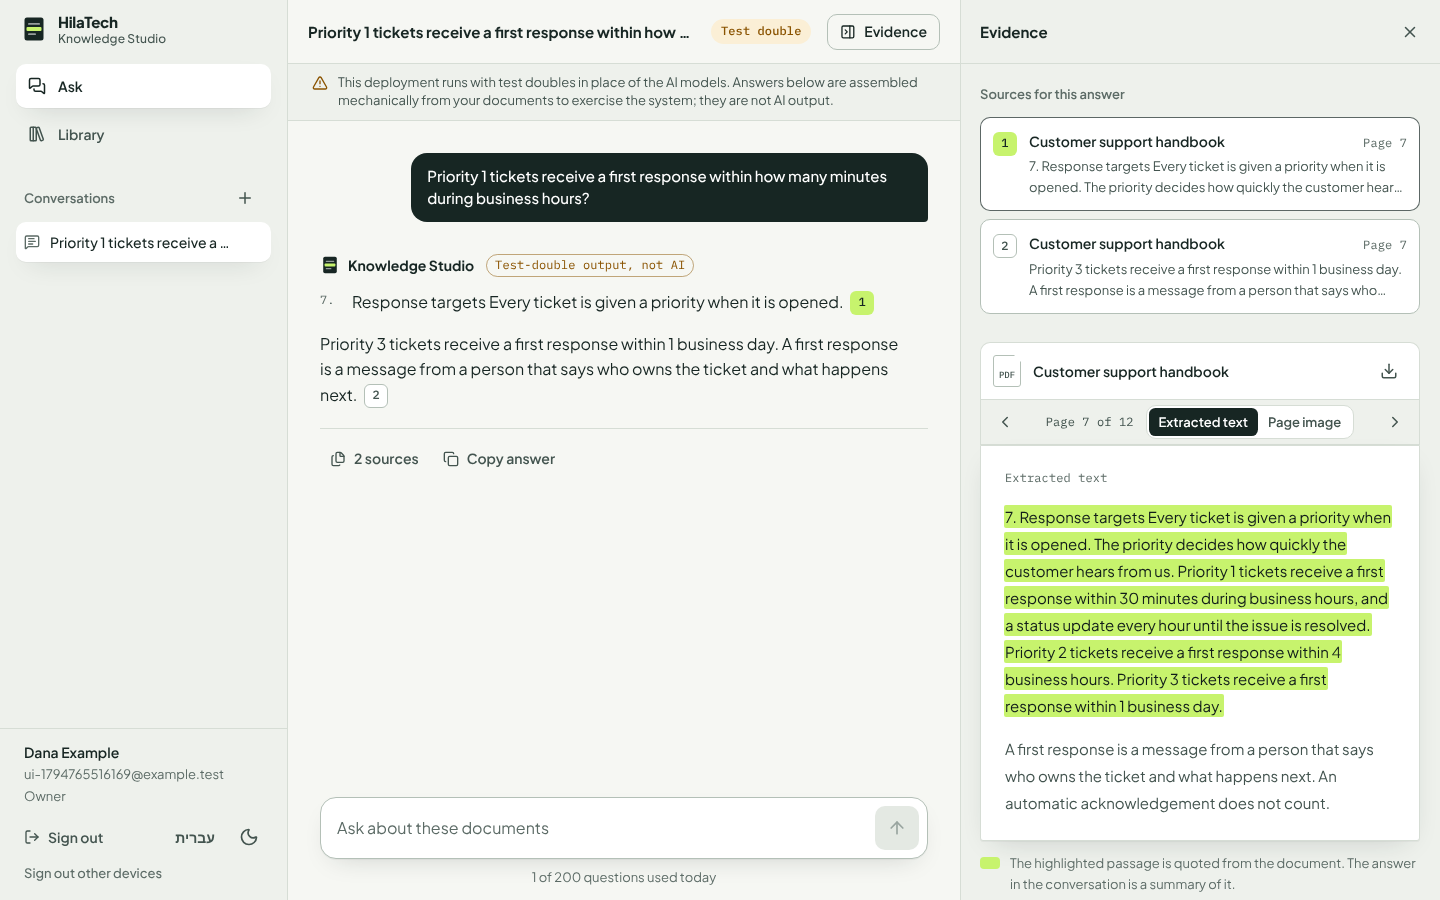 HilaTech
Knowledge Studio
Ask
Library
Conversations
Priority 1 tickets receive a ...
Dana Example
ui-1794765516169@example.test
Owner
Sign out
עברית
Sign out other devices
Priority 1 tickets receive a first response within how ...
Test double
Evidence
This deployment runs with test doubles in place of the AI models. Answers below are assembled
mechanically from your documents to exercise the system; they are not AI output.
Priority 1 tickets receive a first response within how many minutes
during business hours?
Knowledge Studio
Test-double output, not AI
7. Response targets Every ticket is given a priority when it is opened. 1
Priority 3 tickets receive a first response within 1 business day. A first response
is a message from a person that says who owns the ticket and what happens
next. 2
2 sources
Copy answer
Ask about these documents
1 of 200 questions used today
Evidence
Sources for this answer
1
Customer support handbook
Page 7
7. Response targets Every ticket is given a priority when it is
opened. The priority decides how quickly the customer hear...
2
Customer support handbook
Page 7
Priority 3 tickets receive a first response within 1 business day.
A first response is a message from a person that says who...
PDF
Customer support handbook
Page 7 of 12
Extracted text
Page image
Extracted text
7. Response targets Every ticket is given a priority when
it is opened. The priority decides how quickly the
customer hears from us. Priority 1 tickets receive a first
response within 30 minutes during business hours, and
a status update every hour until the issue is resolved.
Priority 2 tickets receive a first response within 4
business hours. Priority 3 tickets receive a first
response within 1 business day.
A first response is a message from a person that says
who owns the ticket and what happens next. An
automatic acknowledgement does not count.
The highlighted passage is quoted from the document. The answer
in the conversation is a summary of it.